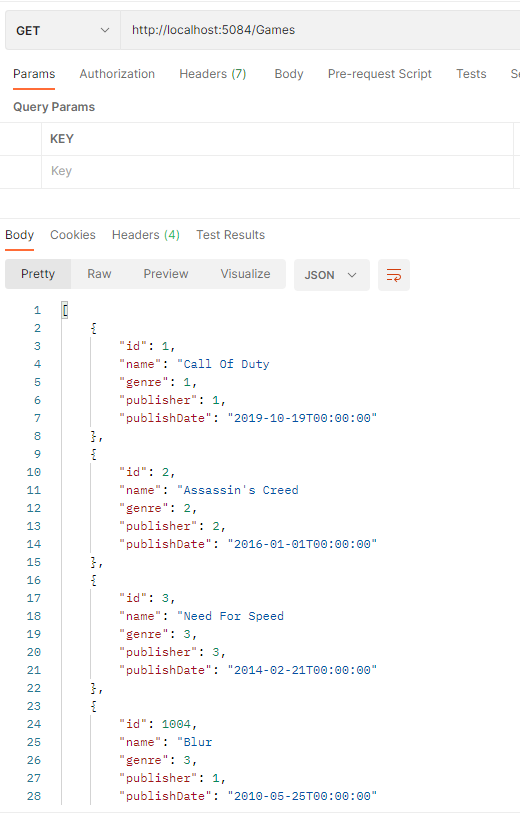 GET http://localhost:5084/Games
Params Authorization Headers (7) Body Pre-request Script Tests
Query Params
KEY
Key
Body Cookies Headers (4) Test Results
Pretty Raw Preview Visualize JSON
1 [
2 {
3 "id": 1,
4 "name": "Call Of Duty
5 "genre": 1,
6 "publisher": 1,
7 "publishDate": "2019-10-19T00:00:00"
8 },
9 {
10 "id": 2,
11 "name": "Assassin's Creed
12 "genre": 2,
13 "publisher": 2,
14 "publishDate": "2016-01-01T00:00:00"
15 },
16 {
17 "id": 3,
18 "name": "Need For Speed
19 "genre": 3,
20 "publisher": 3,
21 "publishDate": "2014-02-21T00:00:00"
22 },
23 {
24 "id": 1004,
25 "name": "Blur
26 "genre": 3,
27 "publisher": 1,
28 "publishDate": "2010-05-25T00:00:00"